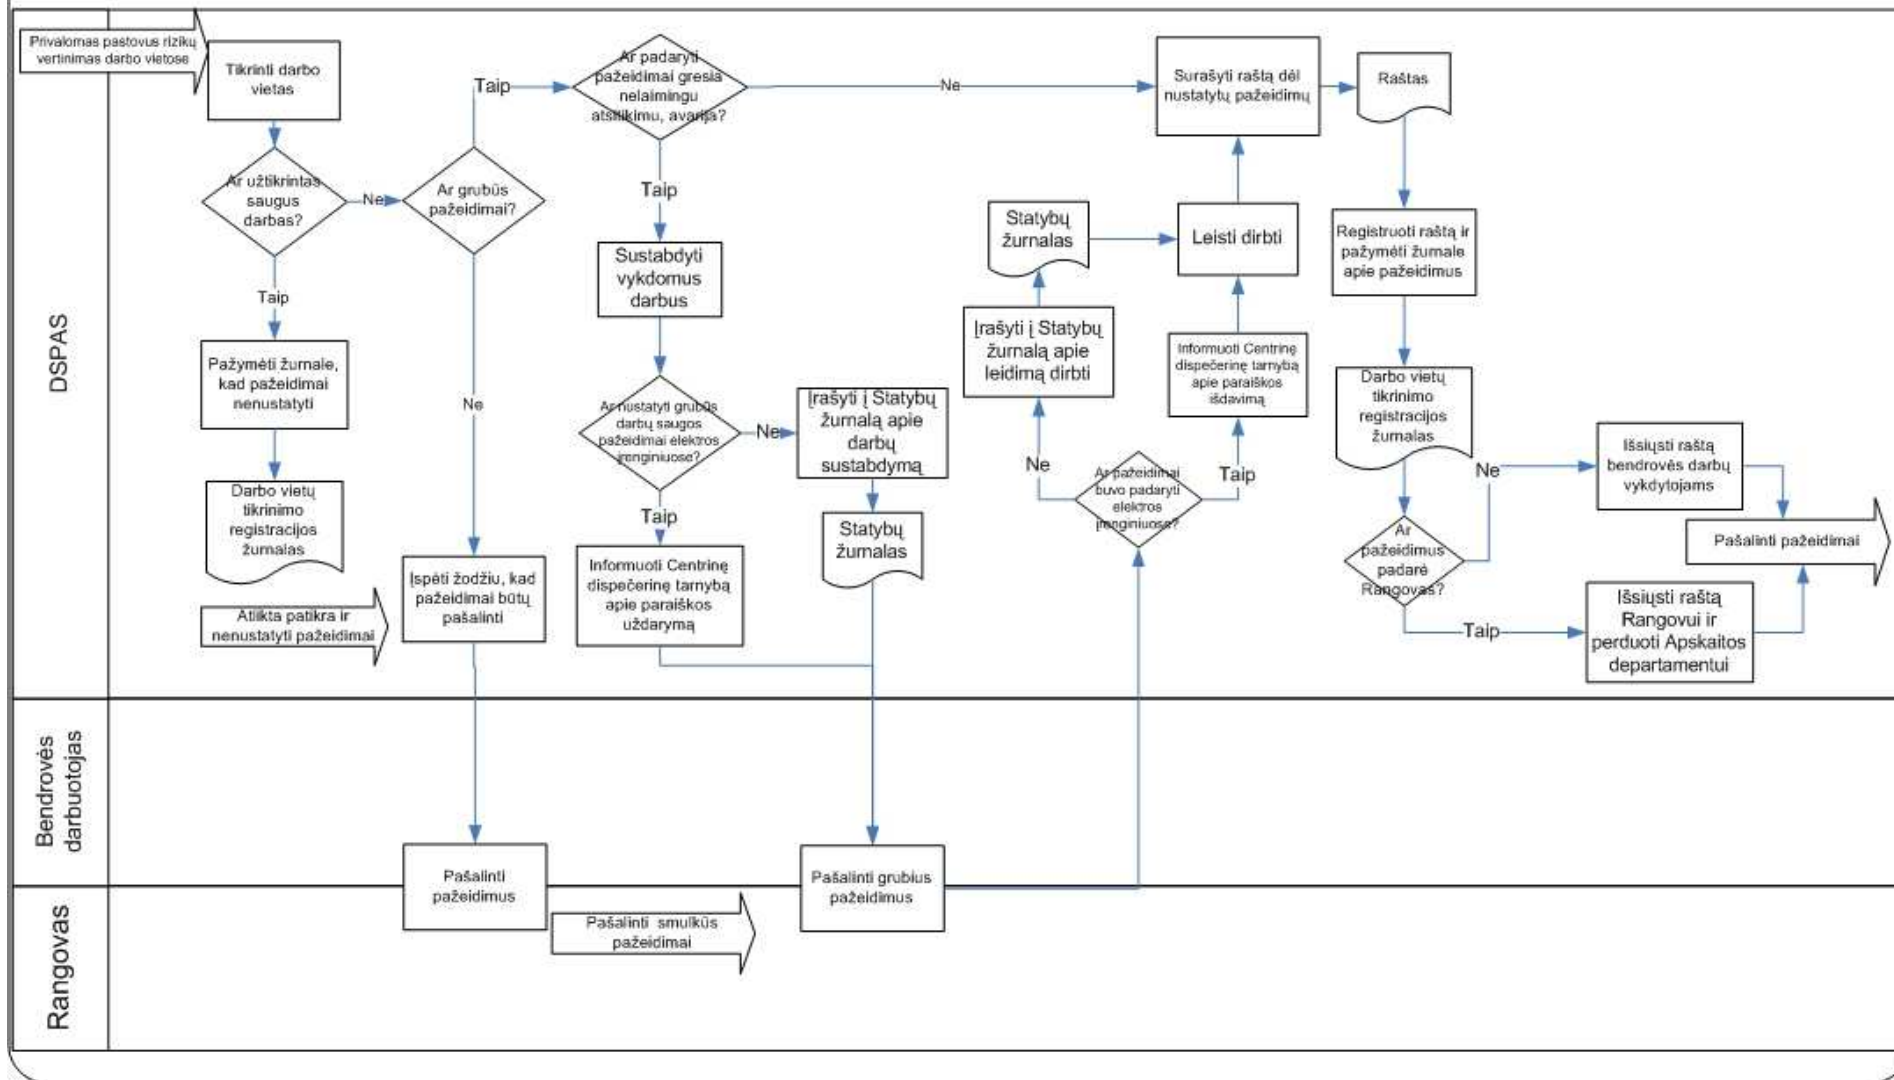 Privalomas pastovus rizikų
vertinimas darbo vietose
Tikrinti darbo
vietas
Ar užtikrintas
saugus
darbas?
Ne
Taip
Pažymėti žurnale,
kad pažeidimai
nenustatyti
Darbo vietų
tikrinimo
registracijos
žurnalas
Atlikta patikra ir
nenustatyti pažeidimai
Ar grubūs
pažeidimai?
Taip
Ne
Įspėti žodžiu, kad
pažeidimai būtų
pašalinti
Pašalinti
pažeidimus
Pašalinti smulkūs
pažeidimai
Ar padaryti
pažeidimai gresia
nelaimingu
atsitikimu, avarija?
Ne
Taip
Sustabdyti
vykdomus
darbus
Ar nustatyti grubūs
darbų saugos
pažeidimai elektros
įrenginiuose?
Ne
Taip
Informuoti Centrinę
dispečerinę tarnybą
apie paraiškos
uždarymą
Įrašyti į Statybų
žurnalą apie
darbų
sustabdymą
Statybų
žurnalas
Pašalinti grubius
pažeidimus
Ar pažeidimai
buvo padaryti
elektros
įrenginiuose?
Ne
Taip
Įrašyti į Statybų
žurnalą apie
leidimą dirbti
Statybų
žurnalas
Informuoti Centrinę
dispečerinę tarnybą
apie paraiškos
išdavimą
Leisti dirbti
Surašyti raštą dėl
nustatytų pažeidimų
Raštas
Registruoti raštą ir
pažymėti žurnale
apie pažeidimus
Darbo vietų
tikrinimo
registracijos
žurnalas
Ar
pažeidimus
padarė
Rangovas?
Ne
Taip
Išsiųsti raštą
bendrovės darbų
vykdytojams
Išsiųsti raštą
Rangovui ir
perduoti Apskaitos
departamentui
Pašalinti pažeidimai
DSPAS
Bendrovės
darbuotojas
Rangovas